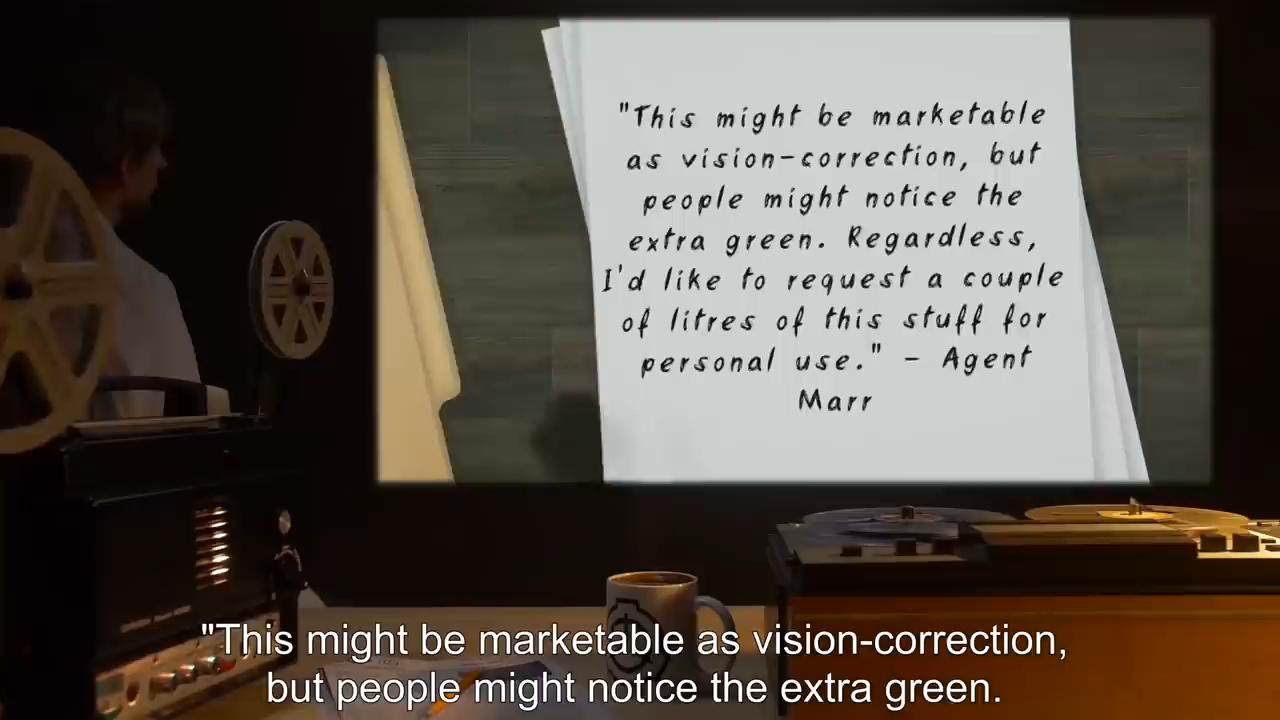 "This might be marketable
as vision-correction, but
people might notice the
extra green. Regardless,
I'd like to request a couple
of litres of this stuff for
personal use." - Agent
Marr
"This might be marketable as vision-correction,
but people might notice the extra green.